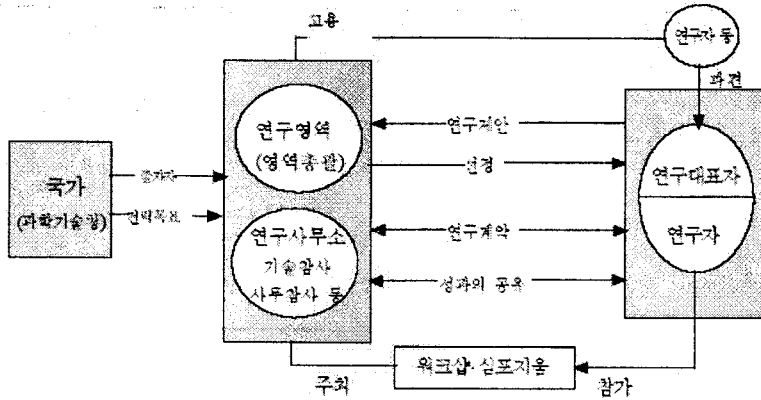 고용
연구자 등
파견
연구영역
(영역총괄)
연구제안
선정
국가
(과학기술청)
출자
전략목표
연구대표자
연구자
연구사무소
기술감사
사무감사 등
연구계약
성과의 공유
워크샵·심포지움
주최
참가